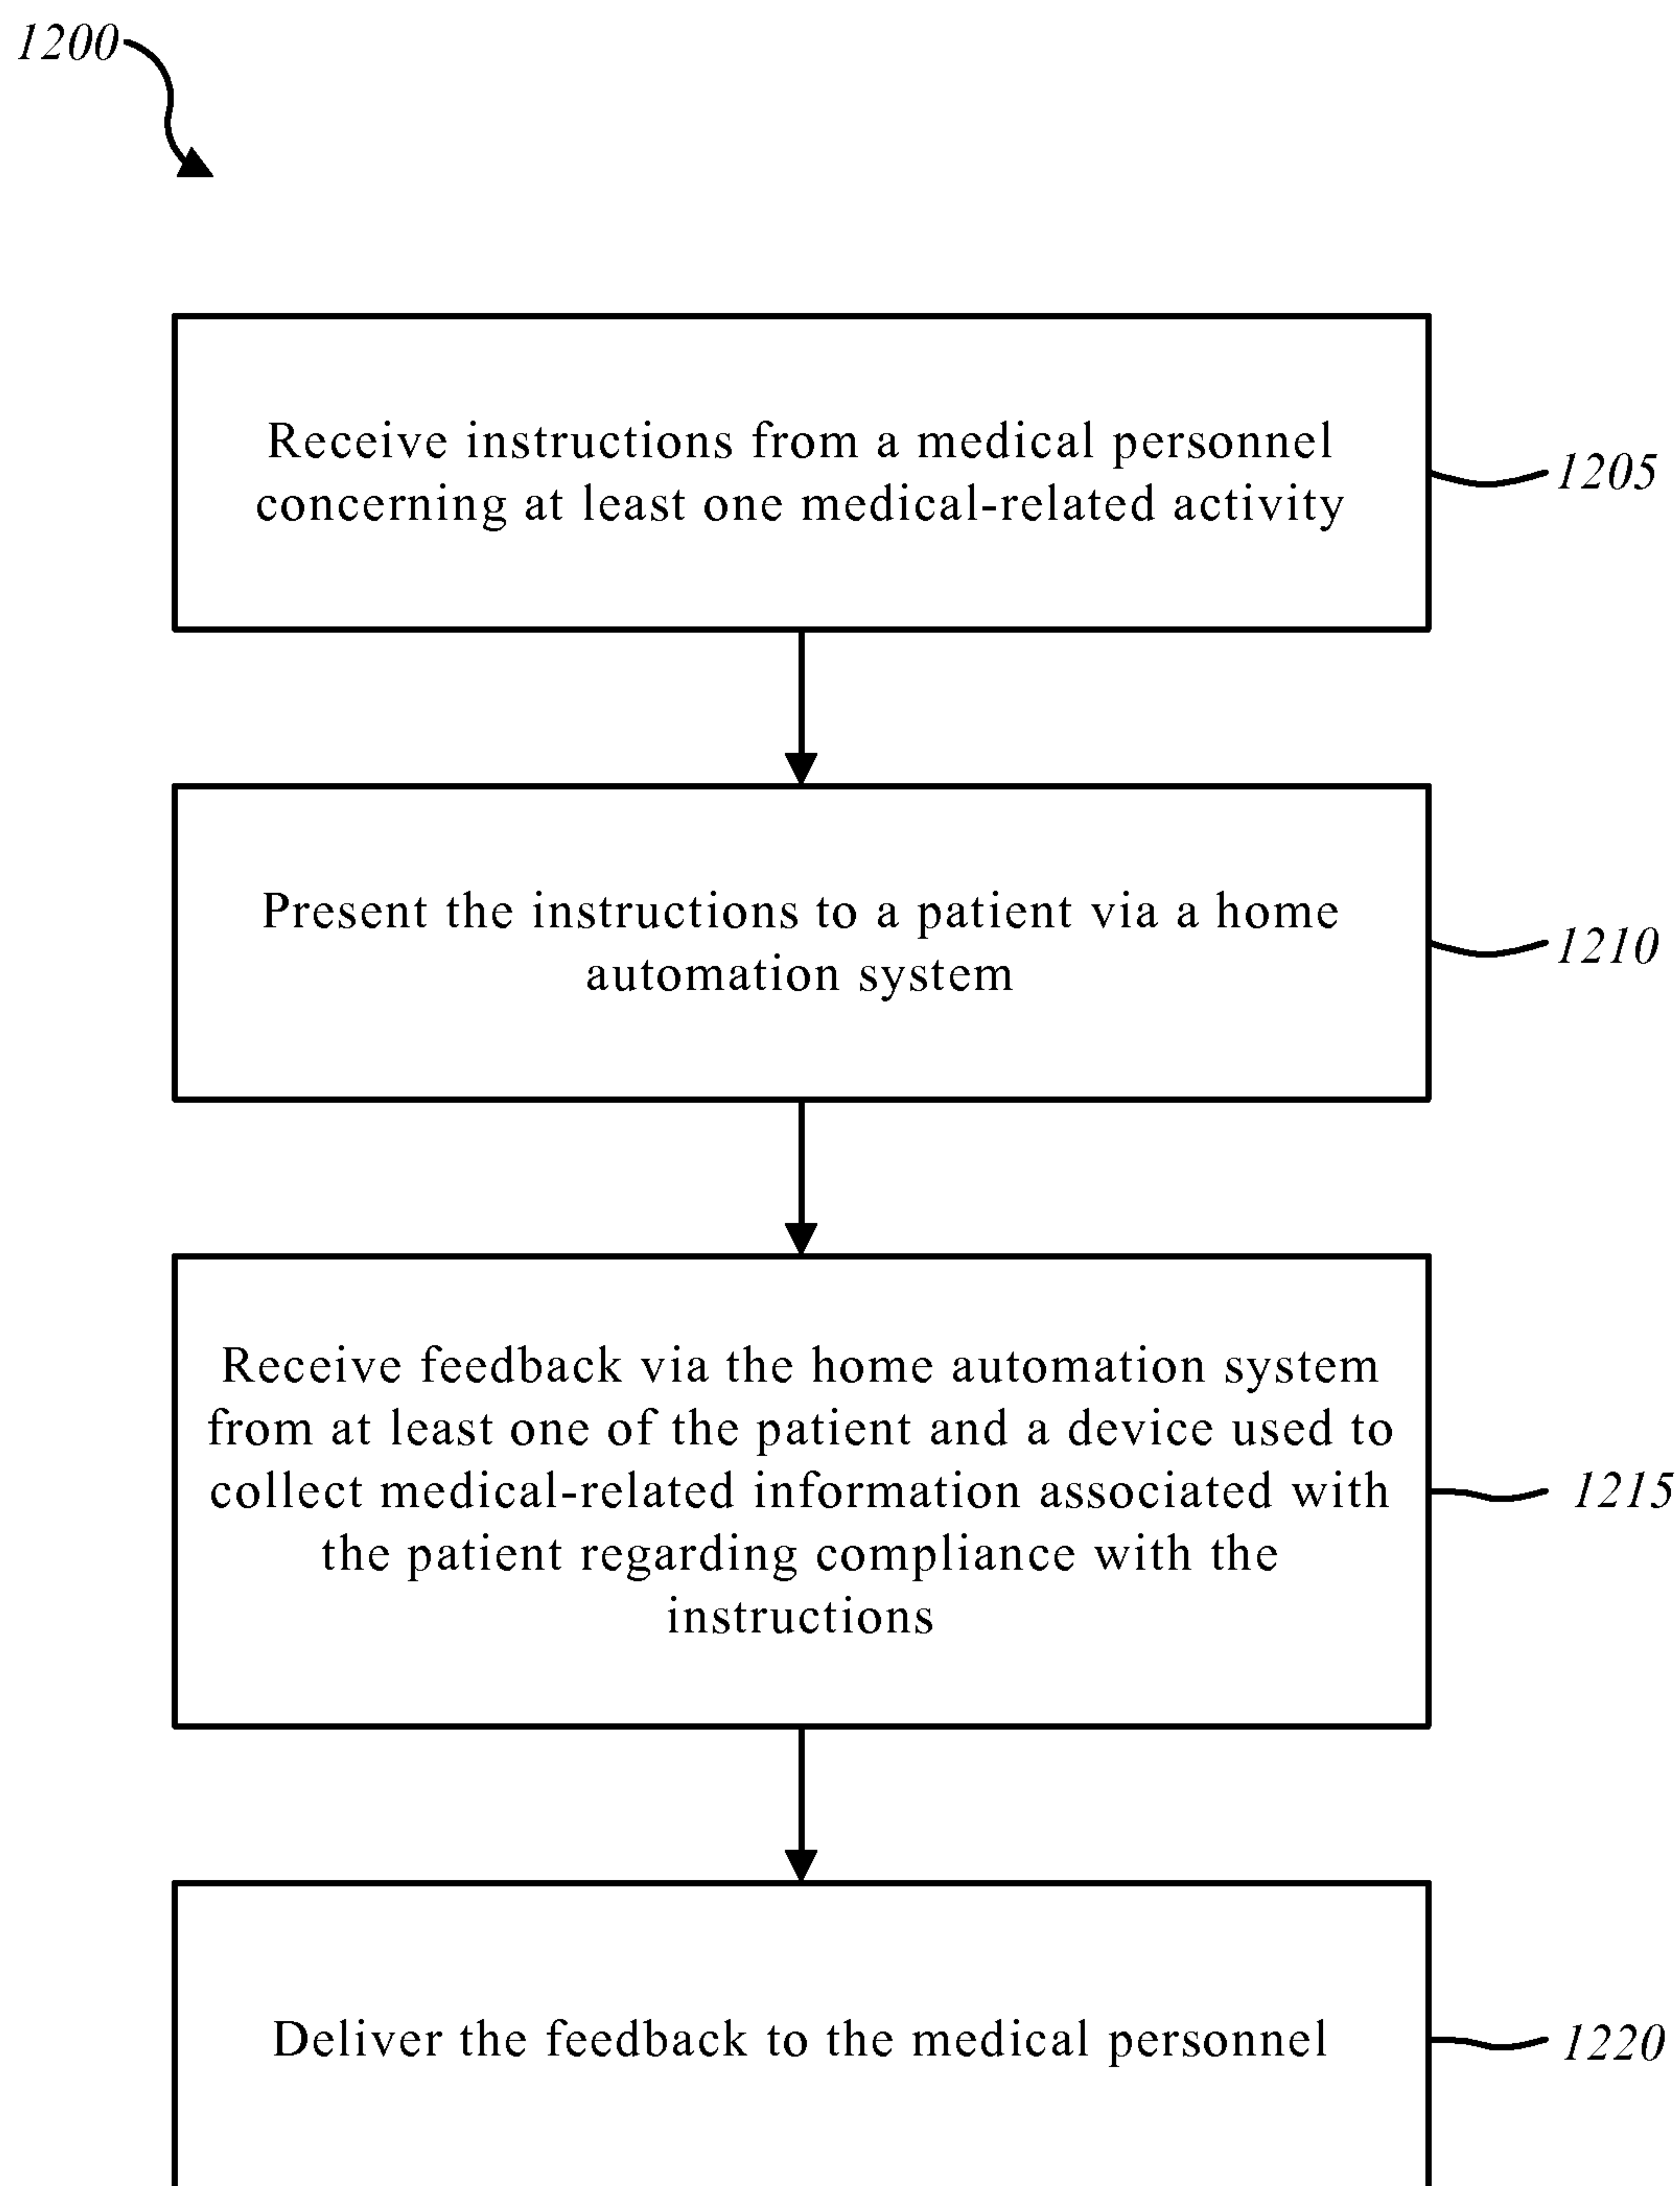 1200
Receive instructions from a medical personnel
concerning at least one medical-related activity
1205
Present the instructions to a patient via a home
automation system
1210
Receive feedback via the home automation system
from at least one of the patient and a device used to
collect medical-related information associated with
the patient regarding compliance with the
instructions
1215
Deliver the feedback to the medical personnel
1220